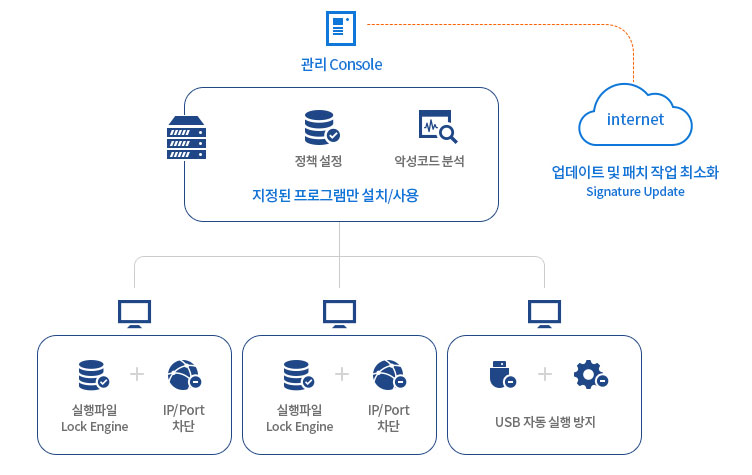 관리 Console
internet
정책 설정
악성코드 분석
업데이트 및 패치 작업 최소화
Signature Update
지정된 프로그램만 설치/사용
실행파일
Lock Engine
IP/Port
차단
실행파일
Lock Engine
IP/Port
차단
USB 자동 실행 방지